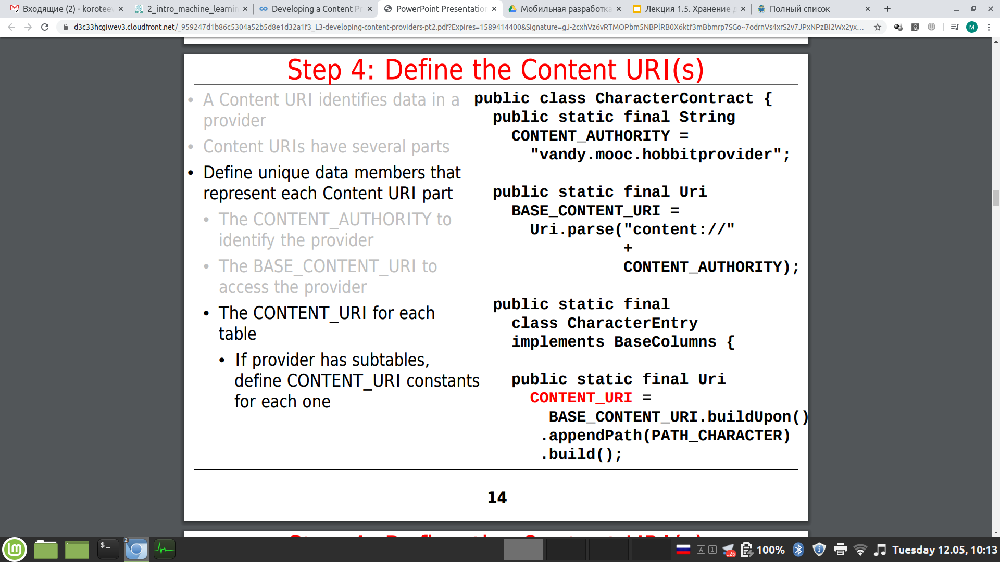 Входящие (2) - korotee
2_intro_machine_learnin
Developing a Content Pr
PowerPoint Presentation
Мобильная разработка
Лекция 1.5. Хранение д
Полный список
d3c33hcgiwev3.cloudfront.net/_959247d1b86c5304a52b5d8e1d32a1f3_L3-developing-content-providers-pt2.pdf?Expires=1589414400&Signature=gJ-2cxhVz6vRTMOPbm5NBPlRB0X6ktf3mBbmrp7SGo~7odrnVs4xrS2v7JPxNPzBI2Wx2yx...
M
Step 4: Define the Content URI(s)
• A Content URI identifies data in a
provider
• Content URIs have several parts
• Define unique data members that
represent each Content URI part
• The CONTENT_AUTHORITY to
identify the provider
• The BASE_CONTENT_URI to
access the provider
• The CONTENT_URI for each
table
• If provider has subtables,
define CONTENT_URI constants
for each one
public class CharacterContract {
public static final String
CONTENT_AUTHORITY =
"vandy.mooc.hobbitprovider";
public static final Uri
BASE_CONTENT_URI =
Uri.parse("content://"
+
CONTENT_AUTHORITY);
public static final
class CharacterEntry
implements BaseColumns {
public static final Uri
CONTENT_URI =
BASE_CONTENT_URI.buildUpon()
.appendPath(PATH_CHARACTER)
.build();
14
$_
2
A 1
..26
100%
Tuesday 12.05, 10:13